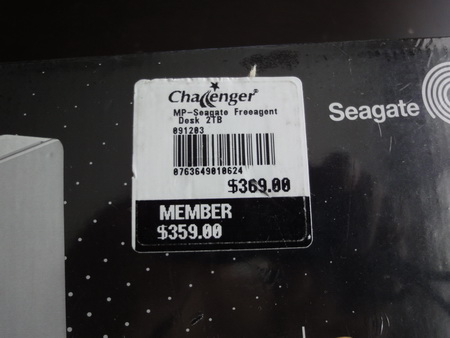 Challenger
MP-Seagate Freeagent
Desk 2TB
091203
0763649010624
$369.00
MEMBER
$359.00
Seagate